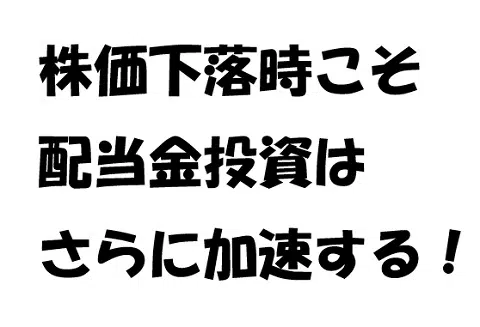 株価下落時こそ
配当金投資は
さらに加速する！